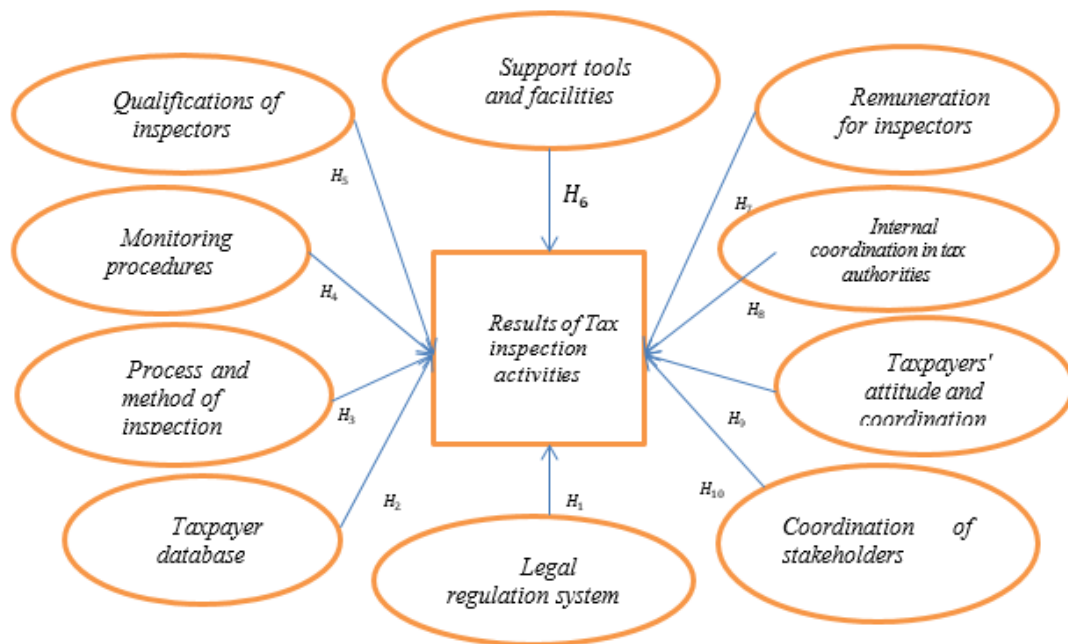 Support tools
and facilities
Qualifications of
inspectors
Remuneration
for inspectors
H₅
H₆
H₇
Monitoring
procedures
Internal
coordination in tax
authorities
H₄
H₈
Results of Tax
inspection
activities
Process and
method of
inspection
Taxpayers'
attitude and
coordination
H₃
H₉
H₂
H₁
H₁₀
Taxpayer
database
Legal
regulation system
Coordination of
stakeholders